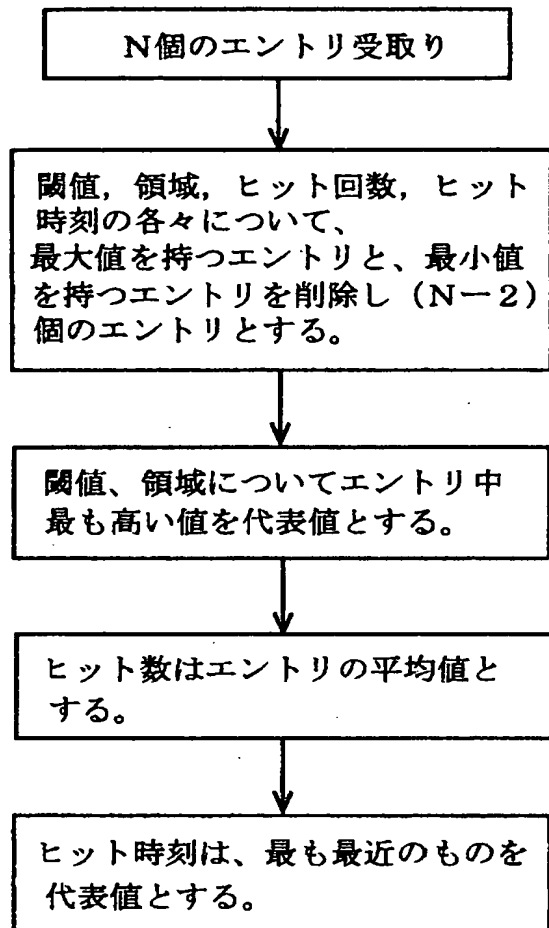 N個のエントリ受取り
閾値，領域，ヒット回数，ヒット
時刻の各々について、
最大値を持つエントリと、最小値
を持つエントリを削除し（N－2）
個のエントリとする。
閾値、領域についてエントリ中
最も高い値を代表値とする。
ヒット数はエントリの平均値と
する。
ヒット時刻は、最も最近のものを
代表値とする。